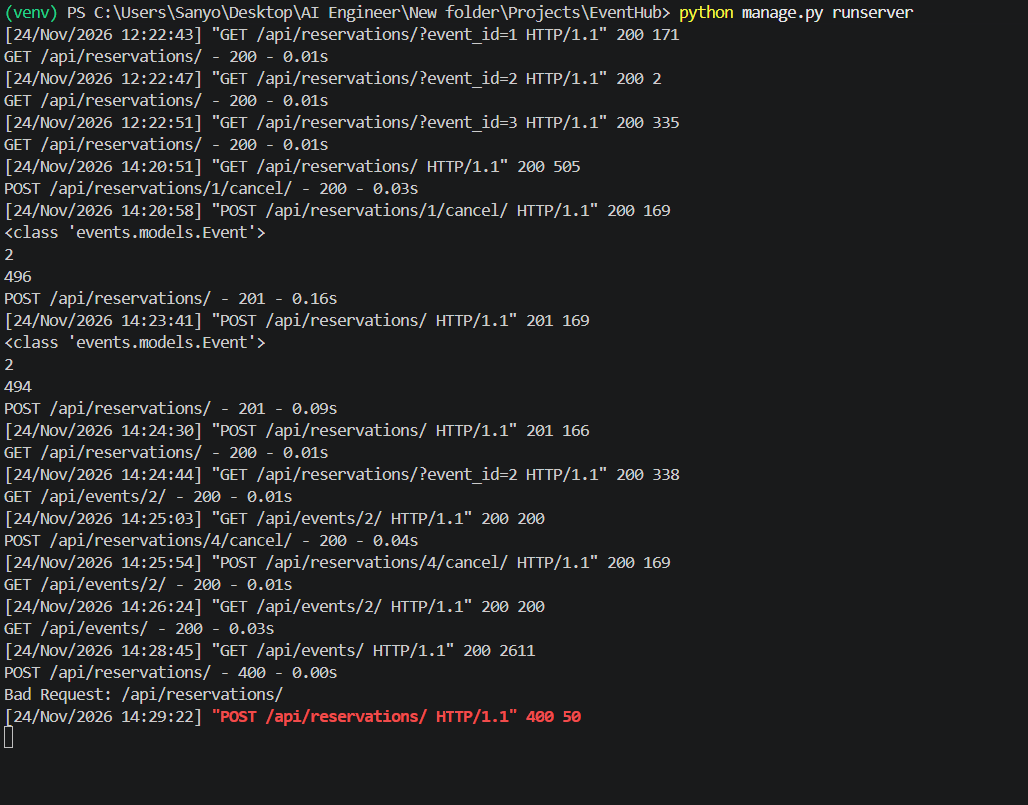 (venv) PS C:\Users\Sanyo\Desktop\AI Engineer\New folder\Projects\EventHub> python manage.py runserver
[24/Nov/2026 12:22:43] "GET /api/reservations/?event_id=1 HTTP/1.1" 200 171
GET /api/reservations/ - 200 - 0.01s
[24/Nov/2026 12:22:47] "GET /api/reservations/?event_id=2 HTTP/1.1" 200 2
GET /api/reservations/ - 200 - 0.01s
[24/Nov/2026 12:22:51] "GET /api/reservations/?event_id=3 HTTP/1.1" 200 335
GET /api/reservations/ - 200 - 0.01s
[24/Nov/2026 14:20:51] "GET /api/reservations/ HTTP/1.1" 200 505
POST /api/reservations/1/cancel/ - 200 - 0.03s
[24/Nov/2026 14:20:58] "POST /api/reservations/1/cancel/ HTTP/1.1" 200 169
<class 'events.models.Event'>
2
496
POST /api/reservations/ - 201 - 0.16s
[24/Nov/2026 14:23:41] "POST /api/reservations/ HTTP/1.1" 201 169
<class 'events.models.Event'>
2
494
POST /api/reservations/ - 201 - 0.09s
[24/Nov/2026 14:24:30] "POST /api/reservations/ HTTP/1.1" 201 166
GET /api/reservations/ - 200 - 0.01s
[24/Nov/2026 14:24:44] "GET /api/reservations/?event_id=2 HTTP/1.1" 200 338
GET /api/events/2/ - 200 - 0.01s
[24/Nov/2026 14:25:03] "GET /api/events/2/ HTTP/1.1" 200 200
POST /api/reservations/4/cancel/ - 200 - 0.04s
[24/Nov/2026 14:25:54] "POST /api/reservations/4/cancel/ HTTP/1.1" 200 169
GET /api/events/2/ - 200 - 0.01s
[24/Nov/2026 14:26:24] "GET /api/events/2/ HTTP/1.1" 200 200
GET /api/events/ - 200 - 0.03s
[24/Nov/2026 14:28:45] "GET /api/events/ HTTP/1.1" 200 2611
POST /api/reservations/ - 400 - 0.00s
Bad Request: /api/reservations/
[24/Nov/2026 14:29:22] "POST /api/reservations/ HTTP/1.1" 400 50